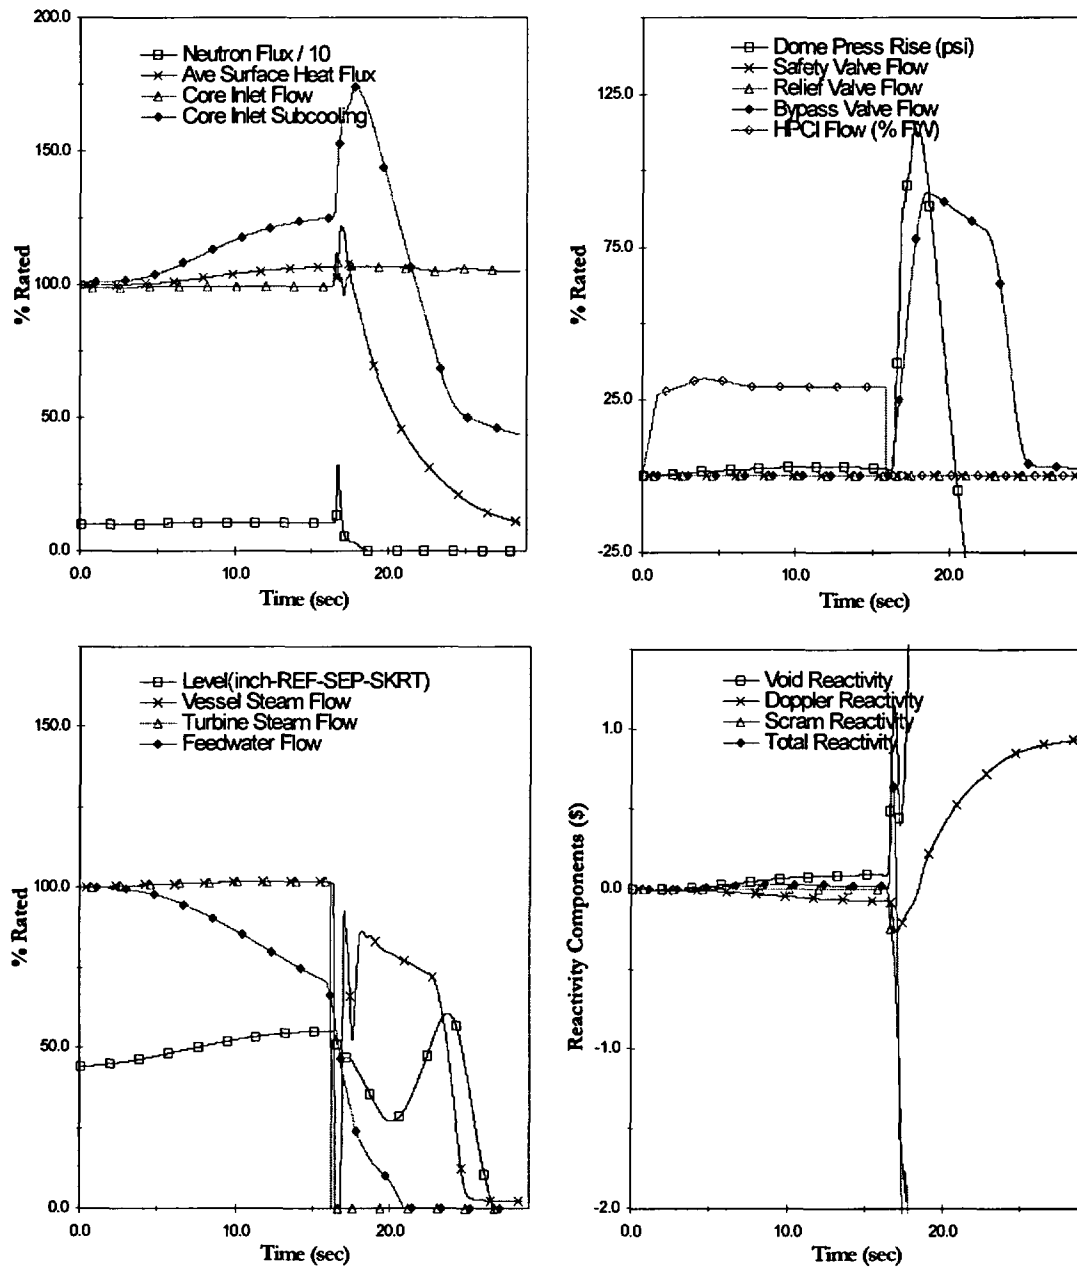 200.0
150.0
100.0
50.0
0.0
% Rated
Neutron Flux / 10
Ave Surface Heat Flux
Core Inlet Flow
Core Inlet Subcooling
0.0
10.0
20.0
Time (sec)
125.0
75.0
25.0
-25.0
% Rated
Dome Press Rise (psi)
Safety Valve Flow
Relief Valve Flow
Bypass Valve Flow
HPCI Flow (% FW)
0.0
10.0
20.0
Time (sec)
150.0
100.0
50.0
0.0
% Rated
Level(inch-REF-SEP-SKRT)
Vessel Steam Flow
Turbine Steam Flow
Feedwater Flow
0.0
10.0
20.0
Time (sec)
1.0
0.0
-1.0
-2.0
Reactivity Components ($)
Void Reactivity
Doppler Reactivity
Scram Reactivity
Total Reactivity
0.0
10.0
20.0
Time (sec)